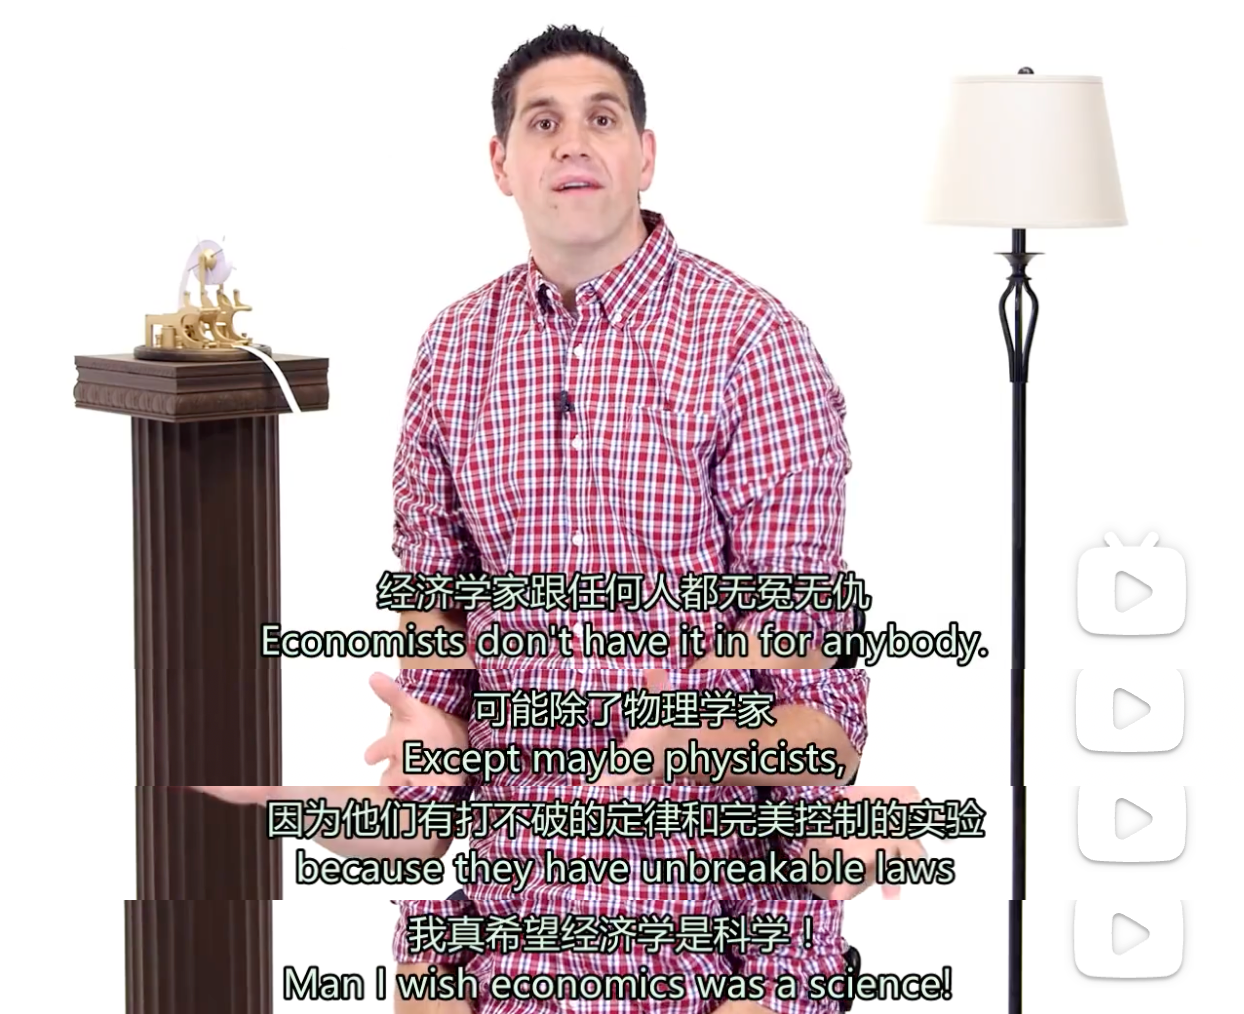 经济学家跟任何人都无冤无仇
Economists don't have it in for anybody.
可能除了物理学家
Except maybe physicists,
因为他们有打不破的定律和完美控制的实验
because they have unbreakable laws
我真希望经济学是科学！
Man I wish economics was a science!